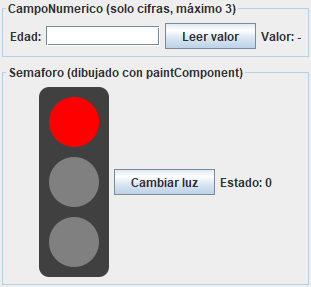 CampoNumerico (solo cifras, máximo 3)
Edad: Leer valor Valor: -
Semaforo (dibujado con paintComponent)
Cambiar luz Estado: 0